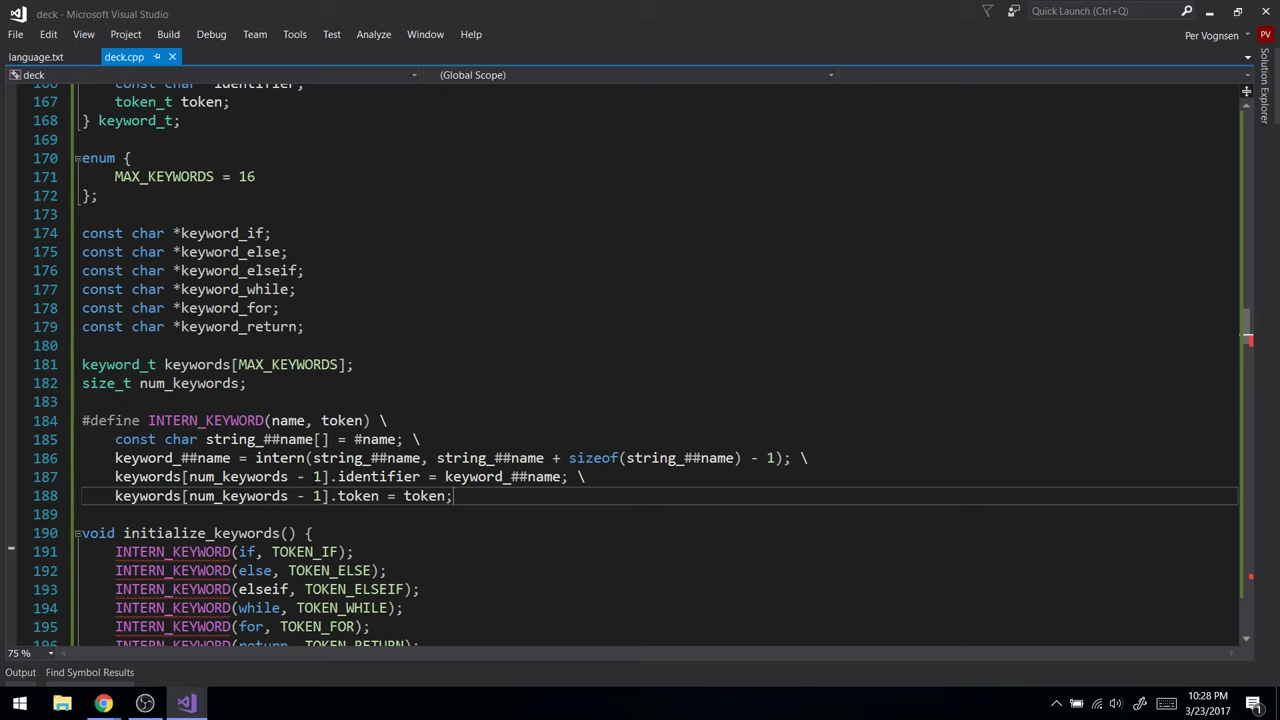 deck - Microsoft Visual Studio
Quick Launch (Ctrl+Q)
File Edit View Project Build Debug Team Tools Test Analyze Window Help
Per Vognsen PV
language.txt deck.cpp
deck (Global Scope)
Solution Explorer
166 const char *identifier;
167 token_t token;
168 } keyword_t;
169
170 enum {
171 MAX_KEYWORDS = 16
172 };
173
174 const char *keyword_if;
175 const char *keyword_else;
176 const char *keyword_elseif;
177 const char *keyword_while;
178 const char *keyword_for;
179 const char *keyword_return;
180
181 keyword_t keywords[MAX_KEYWORDS];
182 size_t num_keywords;
183
184 #define INTERN_KEYWORD(name, token) \
185 const char string_##name[] = #name; \
186 keyword_##name = intern(string_##name, string_##name + sizeof(string_##name) - 1); \
187 keywords[num_keywords - 1].identifier = keyword_##name; \
188 keywords[num_keywords - 1].token = token;
189
190 void initialize_keywords() {
191 INTERN_KEYWORD(if, TOKEN_IF);
192 INTERN_KEYWORD(else, TOKEN_ELSE);
193 INTERN_KEYWORD(elseif, TOKEN_ELSEIF);
194 INTERN_KEYWORD(while, TOKEN_WHILE);
195 INTERN_KEYWORD(for, TOKEN_FOR);
196 INTERN_KEYWORD(return, TOKEN_RETURN);
75 %
Output Find Symbol Results
10:28 PM
3/23/2017
1